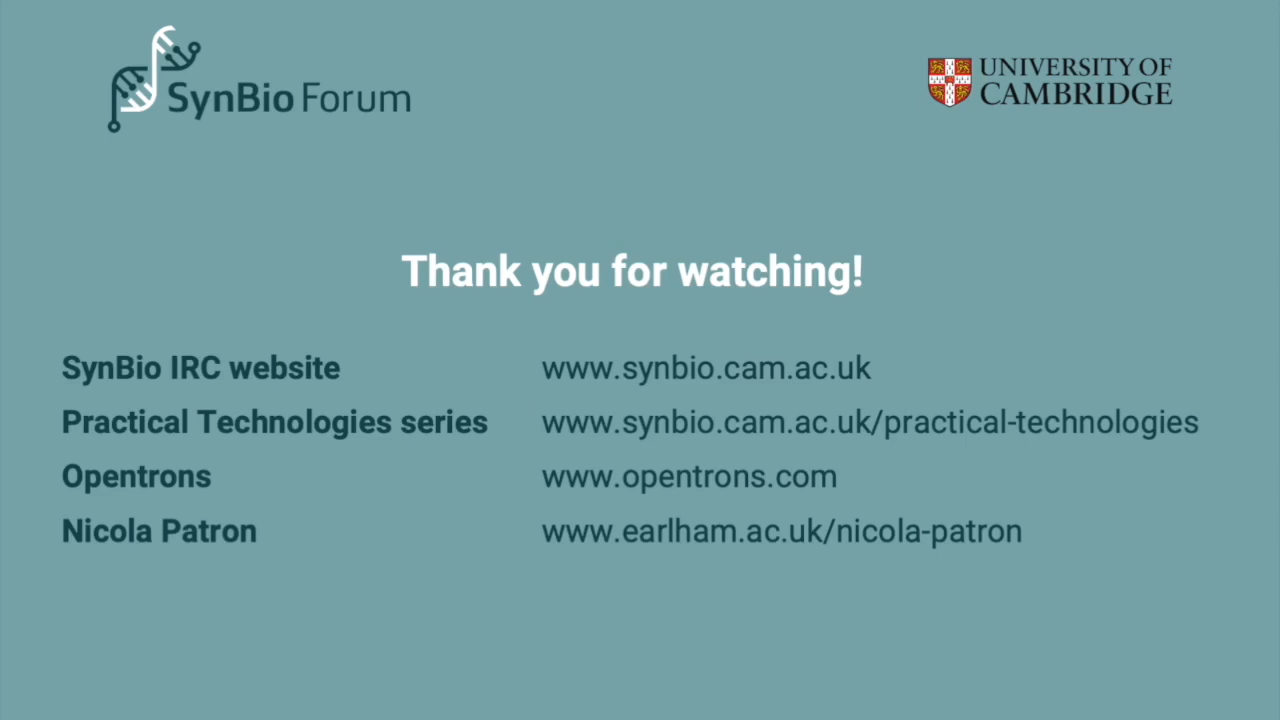 SynBio Forum
UNIVERSITY OF
CAMBRIDGE
Thank you for watching!
SynBio IRC website www.synbio.cam.ac.uk
Practical Technologies series www.synbio.cam.ac.uk/practical-technologies
Opentrons www.opentrons.com
Nicola Patron www.earlham.ac.uk/nicola-patron